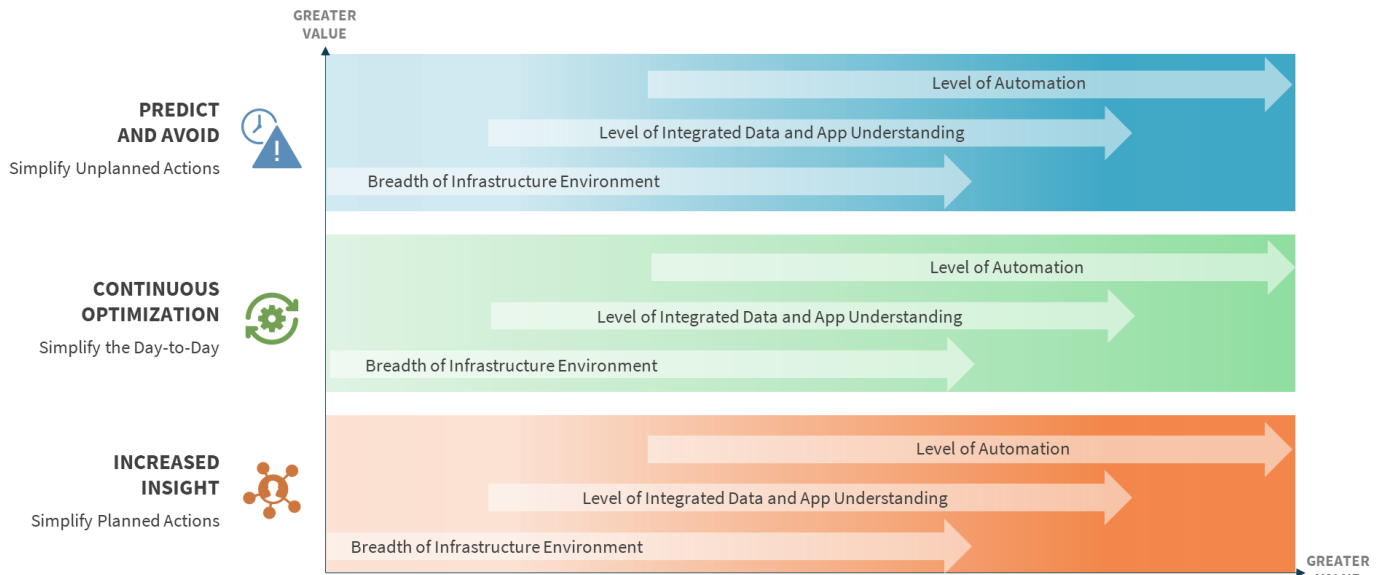 GREATER
VALUE
PREDICT
AND AVOID
Simplify Unplanned Actions
Level of Automation
Level of Integrated Data and App Understanding
Breadth of Infrastructure Environment
CONTINUOUS
OPTIMIZATION
Simplify the Day-to-Day
Level of Automation
Level of Integrated Data and App Understanding
Breadth of Infrastructure Environment
INCREASED
INSIGHT
Simplify Planned Actions
Level of Automation
Level of Integrated Data and App Understanding
Breadth of Infrastructure Environment
GREATER